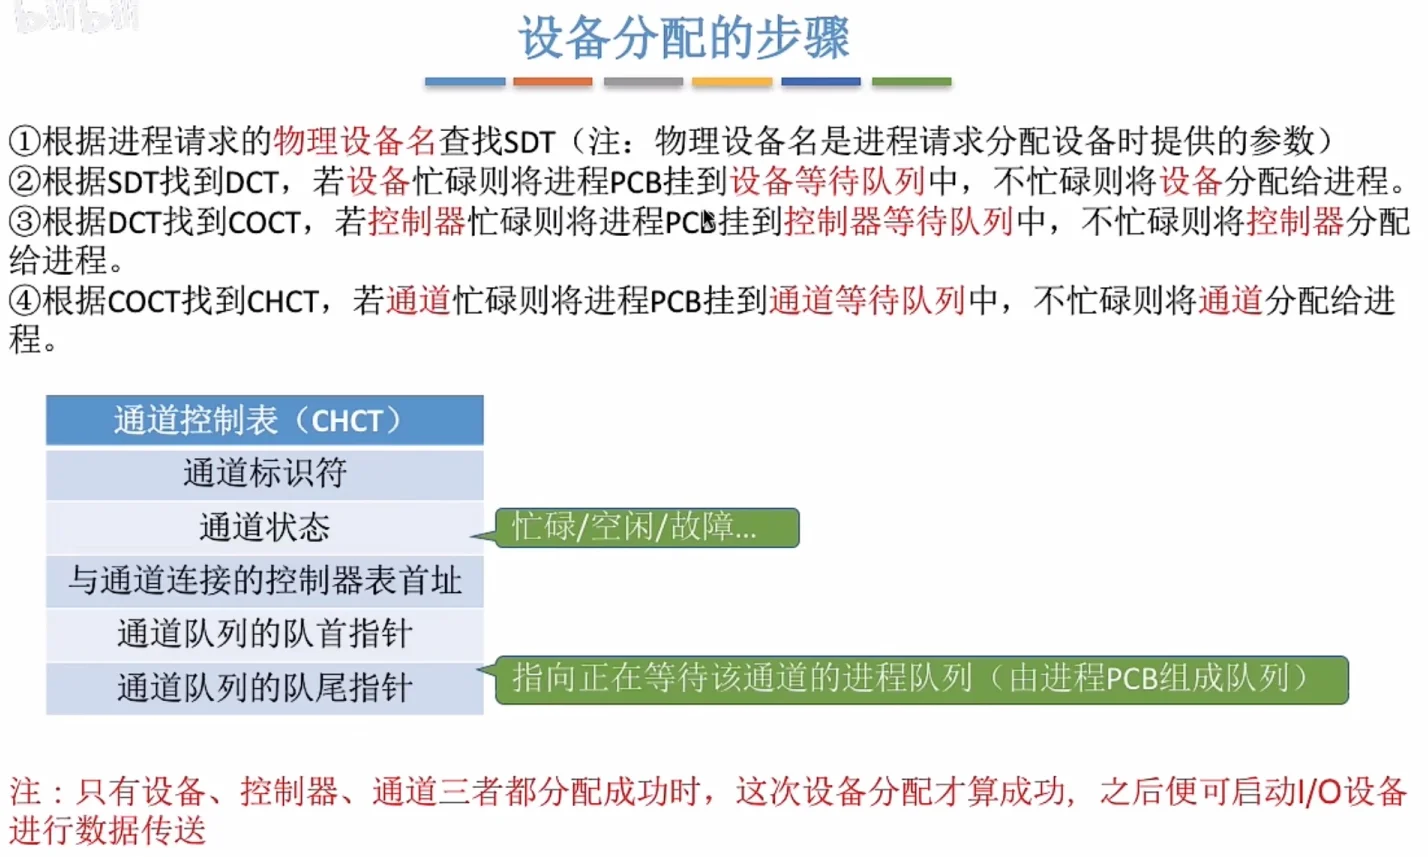 bilibili
设备分配的步骤
①根据进程请求的物理设备名查找SDT（注：物理设备名是进程请求分配设备时提供的参数）
②根据SDT找到DCT，若设备忙碌则将进程PCB挂到设备等待队列中，不忙碌则将设备分配给进程。
③根据DCT找到COCT，若控制器忙碌则将进程PCB挂到控制器等待队列中，不忙碌则将控制器分配
给进程。
④根据COCT找到CHCT，若通道忙碌则将进程PCB挂到通道等待队列中，不忙碌则将通道分配给进
程。
通道控制表（CHCT）
通道标识符
通道状态
忙碌/空闲/故障...
与通道连接的控制器表首址
通道队列的队首指针
通道队列的队尾指针
指向正在等待该通道的进程队列（由进程PCB组成队列）
注：只有设备、控制器、通道三者都分配成功时，这次设备分配才算成功，之后便可启动I/O设备
进行数据传送